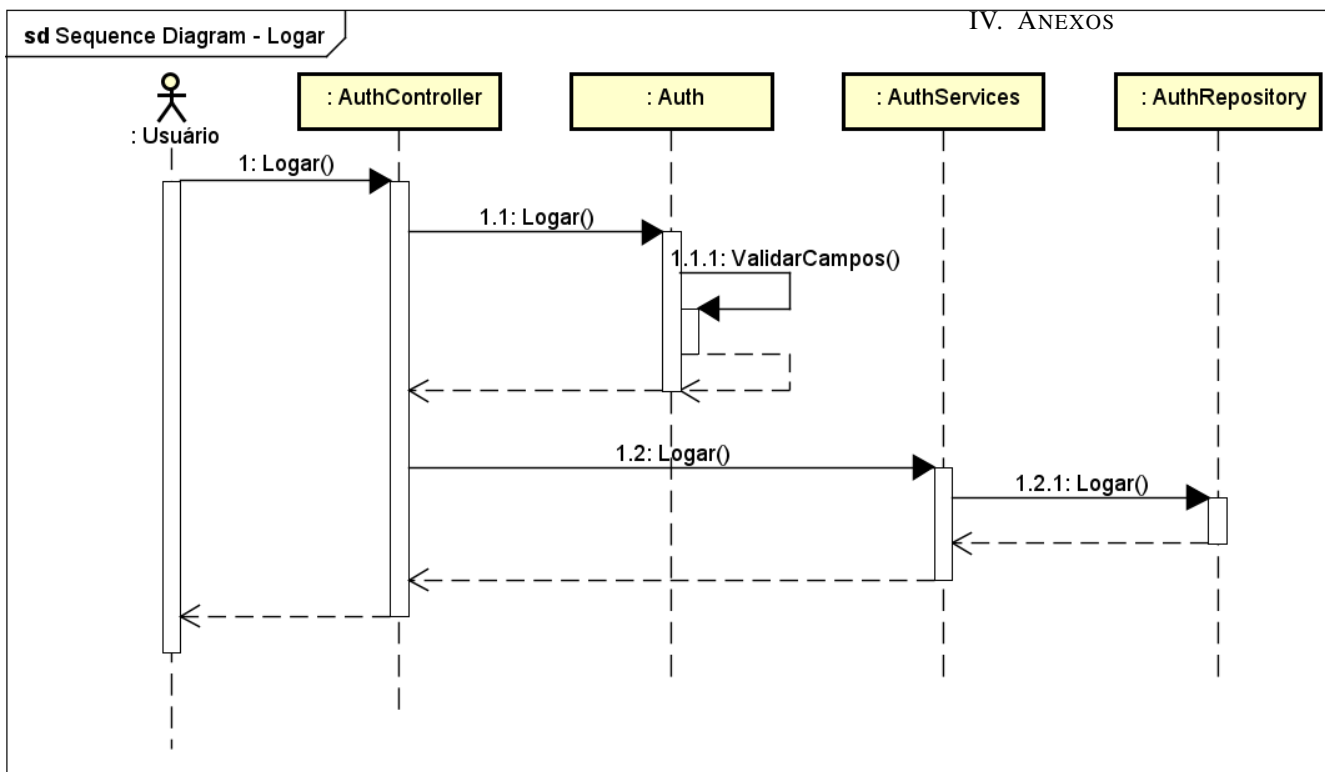 IV. ANEXOS
sd Sequence Diagram - Logar
: Usuário
: AuthController
: Auth
: AuthServices
: AuthRepository
1: Logar()
1.1: Logar()
1.1.1: ValidarCampos()
1.2: Logar()
1.2.1: Logar()